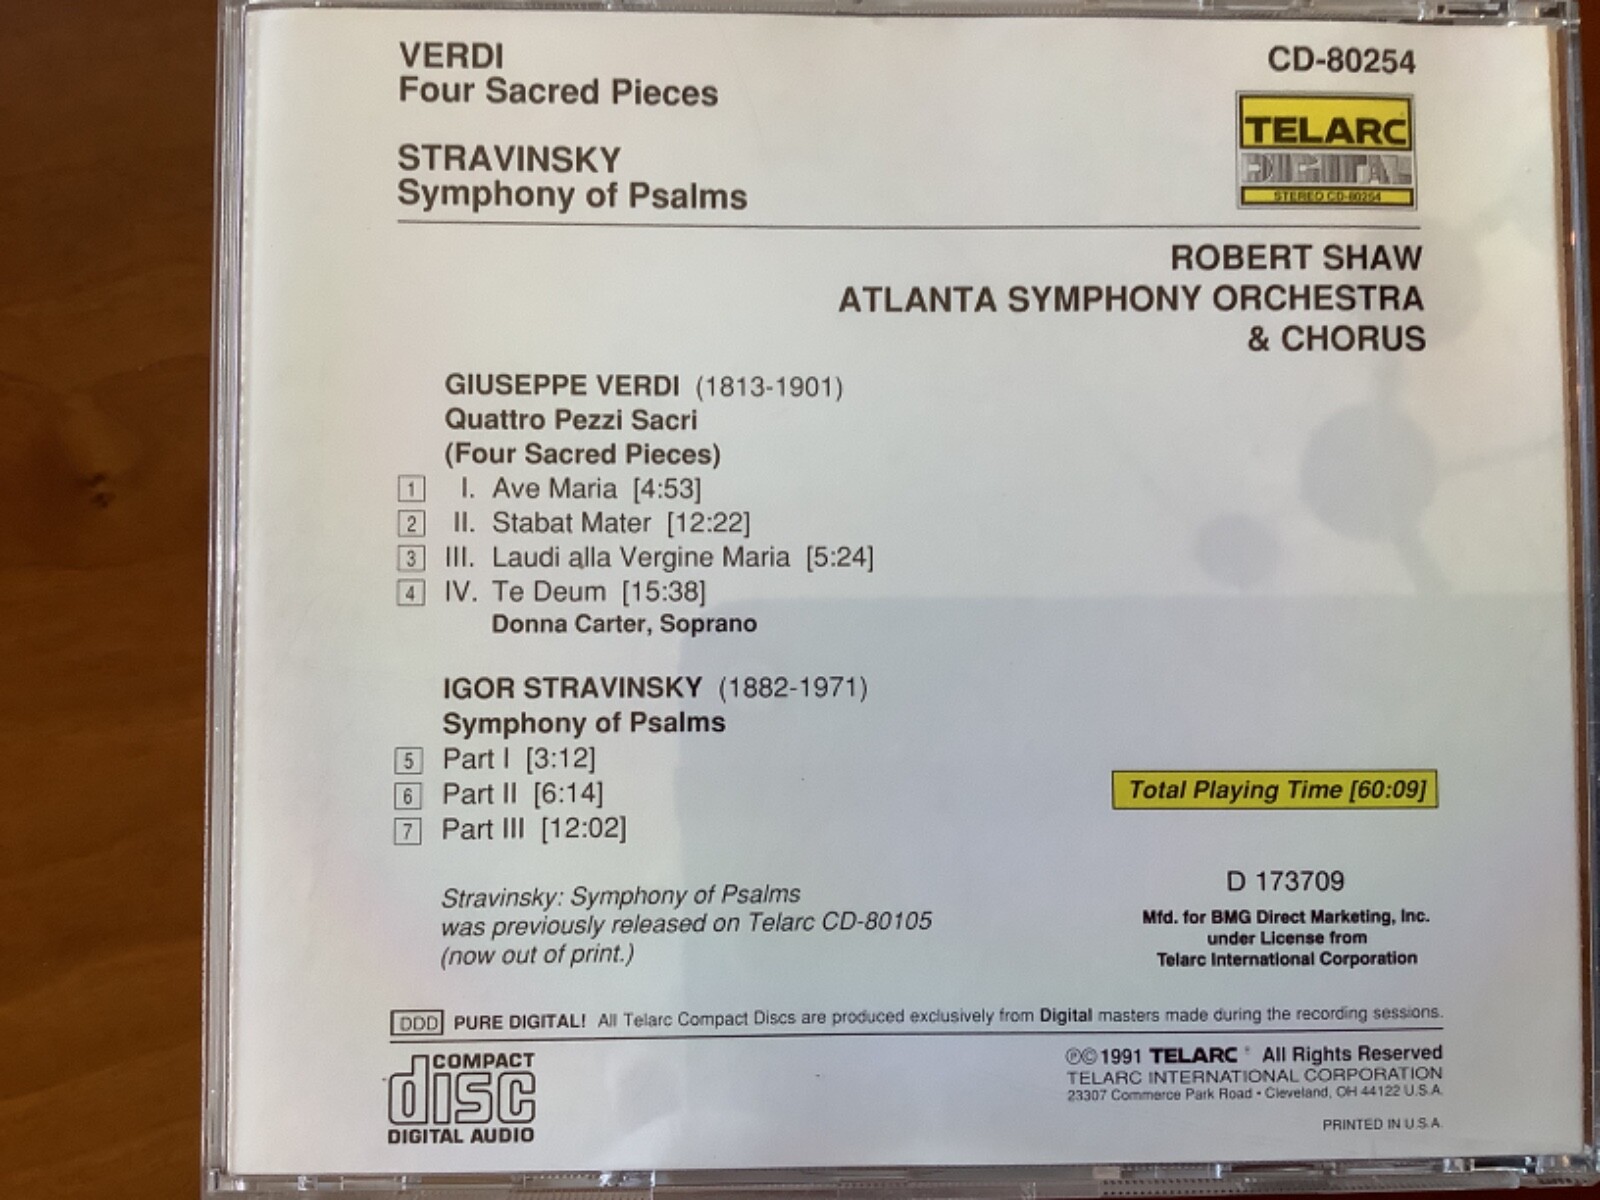 VERDI
Four Sacred Pieces
STRAVINSKY
Symphony of Psalms
CD-80254
TELARC
DIGITAL
STEREO CD-80254
ROBERT SHAW
ATLANTA SYMPHONY ORCHESTRA
& CHORUS
GIUSEPPE VERDI (1813-1901)
Quattro Pezzi Sacri
(Four Sacred Pieces)
1 I. Ave Maria [4:53]
2 II. Stabat Mater [12:22]
3 III. Laudi alla Vergine Maria [5:24]
4 IV. Te Deum [15:38]
Donna Carter, Soprano
IGOR STRAVINSKY (1882-1971)
Symphony of Psalms
5 Part I [3:12]
6 Part II [6:14]
7 Part III [12:02]
Total Playing Time [60:09]
Stravinsky: Symphony of Psalms
was previously released on Telarc CD-80105
(now out of print.)
D 173709
Mfd. for BMG Direct Marketing, Inc.
under License from
Telarc International Corporation
DDD PURE DIGITAL! All Telarc Compact Discs are produced exclusively from Digital masters made during the recording sessions.
COMPACT
disc
DIGITAL AUDIO
℗©1991 TELARC® All Rights Reserved
TELARC INTERNATIONAL CORPORATION
23307 Commerce Park Road • Cleveland, OH 44122 U.S.A.
PRINTED IN U.S.A.